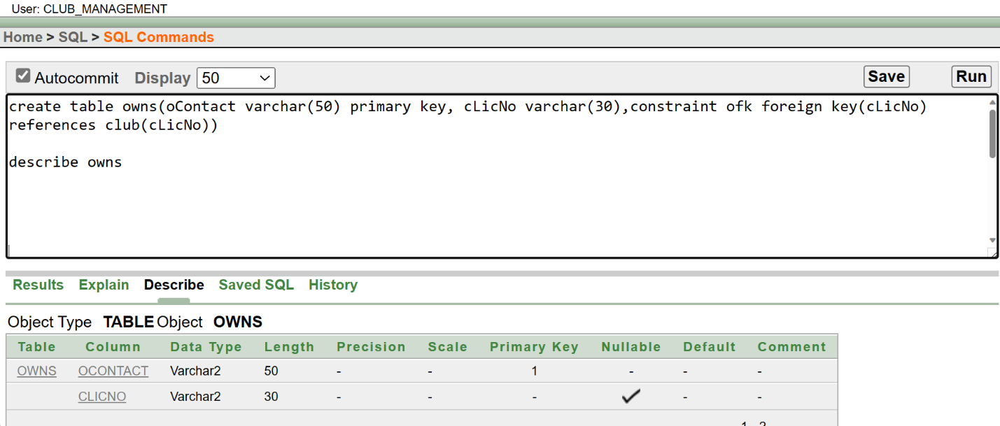 User: CLUB_MANAGEMENT
Home > SQL > SQL Commands
Autocommit Display 50 Save Run
create table owns(oContact varchar(50) primary key, cLicNo varchar(30),constraint ofk foreign key(cLicNo)
references club(cLicNo))
describe owns
Results Explain Describe Saved SQL History
Object Type TABLE Object OWNS
Table Column Data Type Length Precision Scale Primary Key Nullable Default Comment
OWNS OCONTACT Varchar2 50 - - 1 - - -
CLICNO Varchar2 30 - - - - -
1 - 2